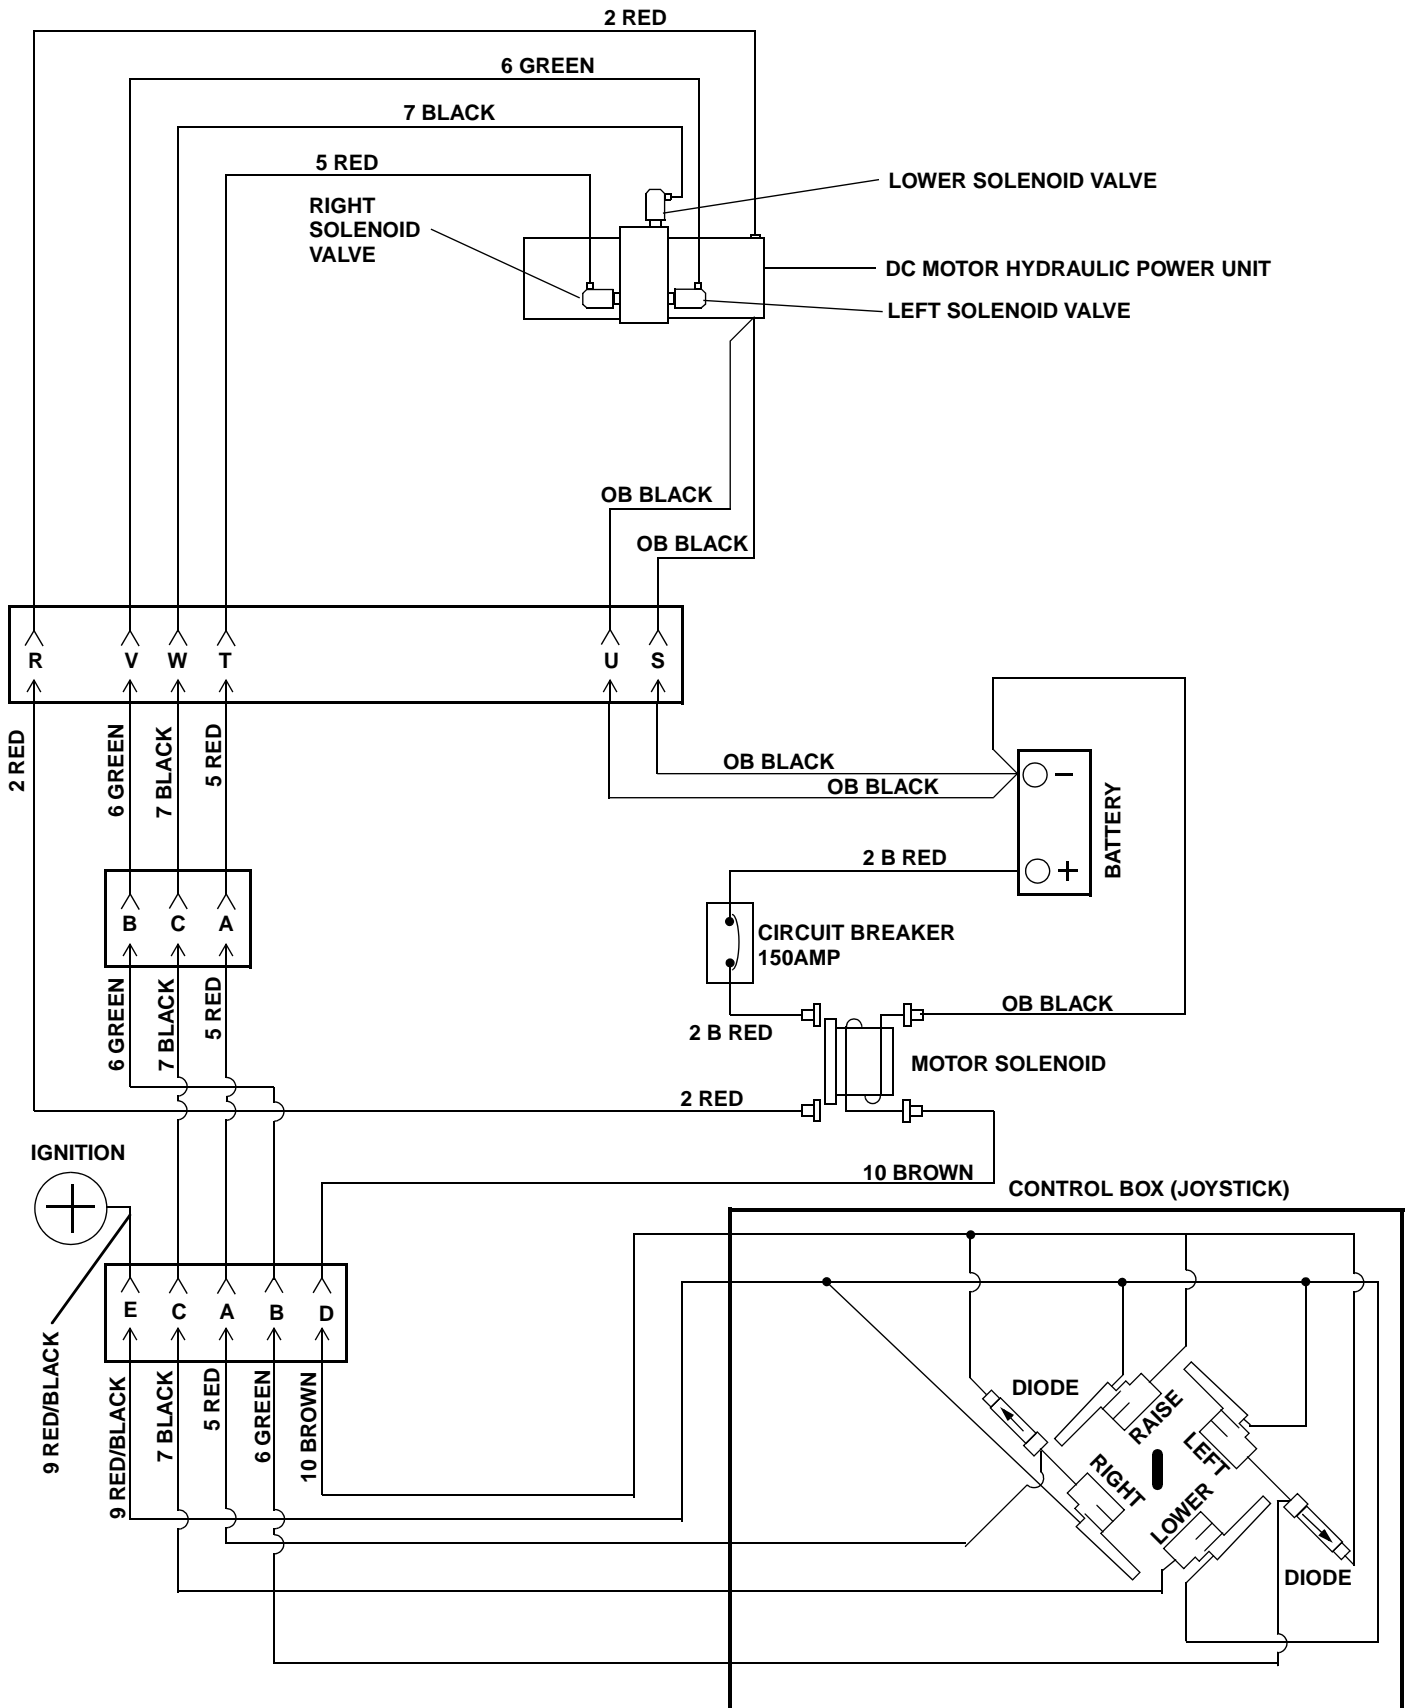 2 RED
6 GREEN
7 BLACK
5 RED
LOWER SOLENOID VALVE
RIGHT
SOLENOID
VALVE
DC MOTOR HYDRAULIC POWER UNIT
LEFT SOLENOID VALVE
OB BLACK
OB BLACK
R
V
W
T
U
S
2 RED
6 GREEN
7 BLACK
5 RED
OB BLACK
OB BLACK
−
+
BATTERY
2 B RED
B
C
A
CIRCUIT BREAKER
150AMP
6 GREEN
7 BLACK
5 RED
OB BLACK
2 B RED
MOTOR SOLENOID
2 RED
IGNITION
10 BROWN
CONTROL BOX (JOYSTICK)
E
C
A
B
D
9 RED/BLACK
9 RED/BLACK
7 BLACK
5 RED
6 GREEN
10 BROWN
DIODE
RAISE
LEFT
RIGHT
LOWER
DIODE